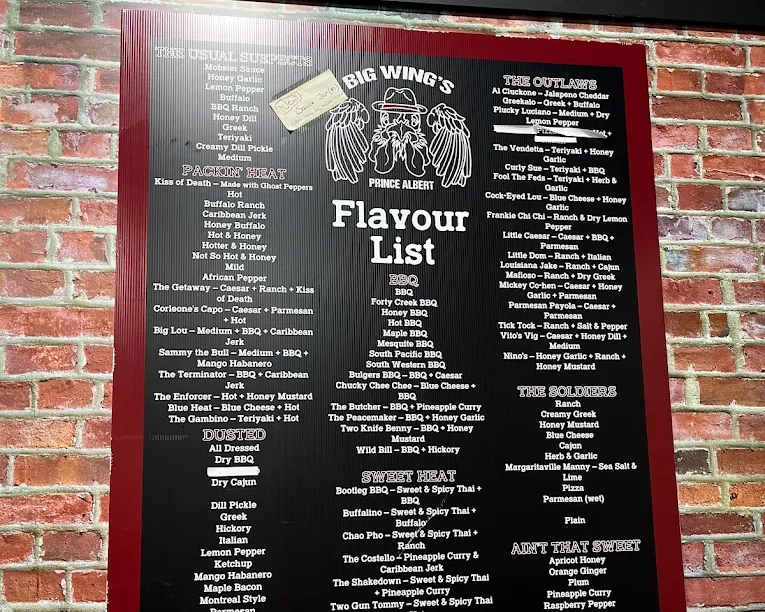 THE USUAL SUSPECTS
Mobster Sauce
Honey Garlic
Lemon Pepper
Buffalo
BBQ Ranch
Honey Dill
Greek
Teriyaki
Creamy Dill Pickle
Medium
PACKIN' HEAT
Kiss of Death – Made with Ghost Peppers
Hot
Buffalo Ranch
Caribbean Jerk
Honey Buffalo
Hot & Honey
Hotter & Honey
Not So Hot & Honey
Mild
African Pepper
The Getaway – Caesar + Ranch + Kiss
of Death
Corleone's Capo – Caesar + Parmesan
+ Hot
Big Lou – Medium + BBQ + Caribbean
Jerk
Sammy the Bull – Medium + BBQ +
Mango Habanero
The Terminator – BBQ + Caribbean
Jerk
The Enforcer – Hot + Honey Mustard
Blue Heat – Blue Cheese + Hot
The Gambino – Teriyaki + Hot
DUSTED
All Dressed
Dry BBQ
Dry Cajun
Dill Pickle
Greek
Hickory
Italian
Lemon Pepper
Ketchup
Mango Habanero
Maple Bacon
Montreal Style
Parmesan
BIG WING'S
PRINCE ALBERT
Flavour
List
BBQ
BBQ
Forty Creek BBQ
Honey BBQ
Hot BBQ
Maple BBQ
Mesquite BBQ
South Pacific BBQ
South Western BBQ
Bulgers BBQ – BBQ + Caesar
Chucky Chee Chee – Blue Cheese +
BBQ
The Butcher – BBQ + Pineapple Curry
The Peacemaker – BBQ + Honey Garlic
Two Knife Benny – BBQ + Honey
Mustard
Wild Bill – BBQ + Hickory
SWEET HEAT
Bootleg BBQ – Sweet & Spicy Thai +
BBQ
Buffalino – Sweet & Spicy Thai +
Buffalo
Chao Pho – Sweet & Spicy Thai +
Ranch
The Costello – Pineapple Curry &
Caribbean Jerk
The Shakedown – Sweet & Spicy Thai
+ Pineapple Curry
Two Gun Tommy – Sweet & Spicy Thai
THE OUTLAWS
Al Cluckone – Jalapeno Cheddar
Greekalo – Greek + Buffalo
Plucky Luciano – Medium + Dry
Lemon Pepper
The Vendetta – Teriyaki + Honey
Garlic
Curly Sue – Teriyaki + BBQ
Fool The Feds – Teriyaki + Herb &
Garlic
Cock-Eyed Lou – Blue Cheese + Honey
Garlic
Frankie Chi Chi – Ranch & Dry Lemon
Pepper
Little Caesar – Caesar + BBQ +
Parmesan
Little Dom – Ranch + Italian
Louisiana Jake – Ranch + Cajun
Mafioso – Ranch + Dry Greek
Mickey Co-hen – Caesar + Honey
Garlic + Parmesan
Parmesan Payola – Caesar +
Parmesan
Tick Tock – Ranch + Salt & Pepper
Vito's Vig – Caesar + Honey Dill +
Medium
Nino's – Honey Garlic + Ranch +
Honey Mustard
THE SOLDIERS
Ranch
Creamy Greek
Honey Mustard
Blue Cheese
Cajun
Herb & Garlic
Margaritaville Manny – Sea Salt &
Lime
Pizza
Parmesan (wet)
Plain
AIN'T THAT SWEET
Apricot Honey
Orange Ginger
Plum
Pineapple Curry
Raspberry Pepper